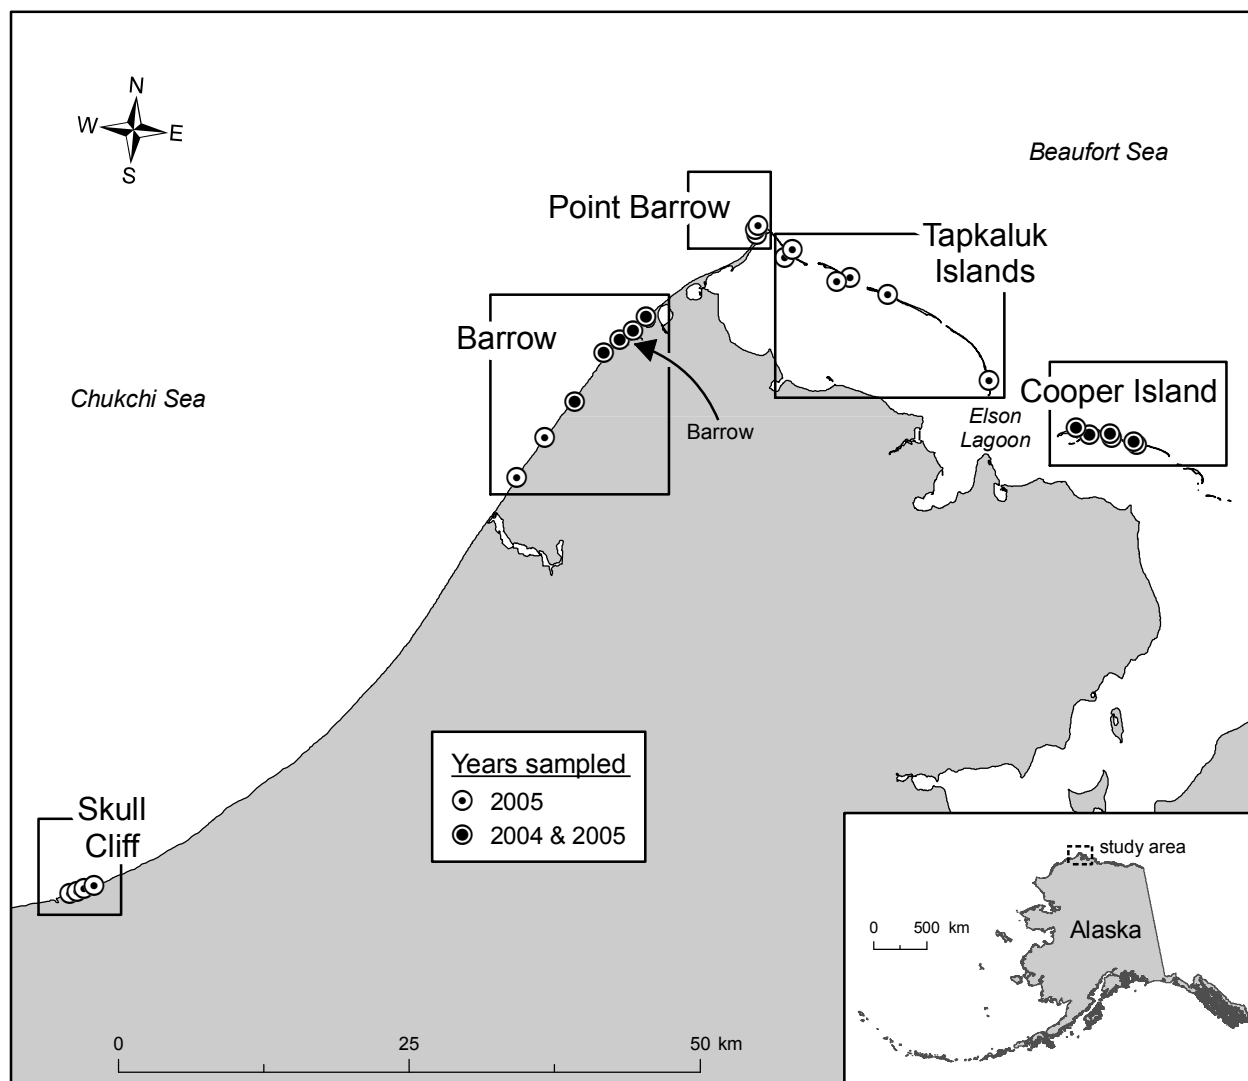 N
W
E
S
Beaufort Sea
Point Barrow
Tapkaluk
Islands
Barrow
Chukchi Sea
Cooper Island
Barrow
Elson
Lagoon
Years sampled
2005
2004 & 2005
Skull
Cliff
study area
0 500 km
Alaska
0 25 50 km